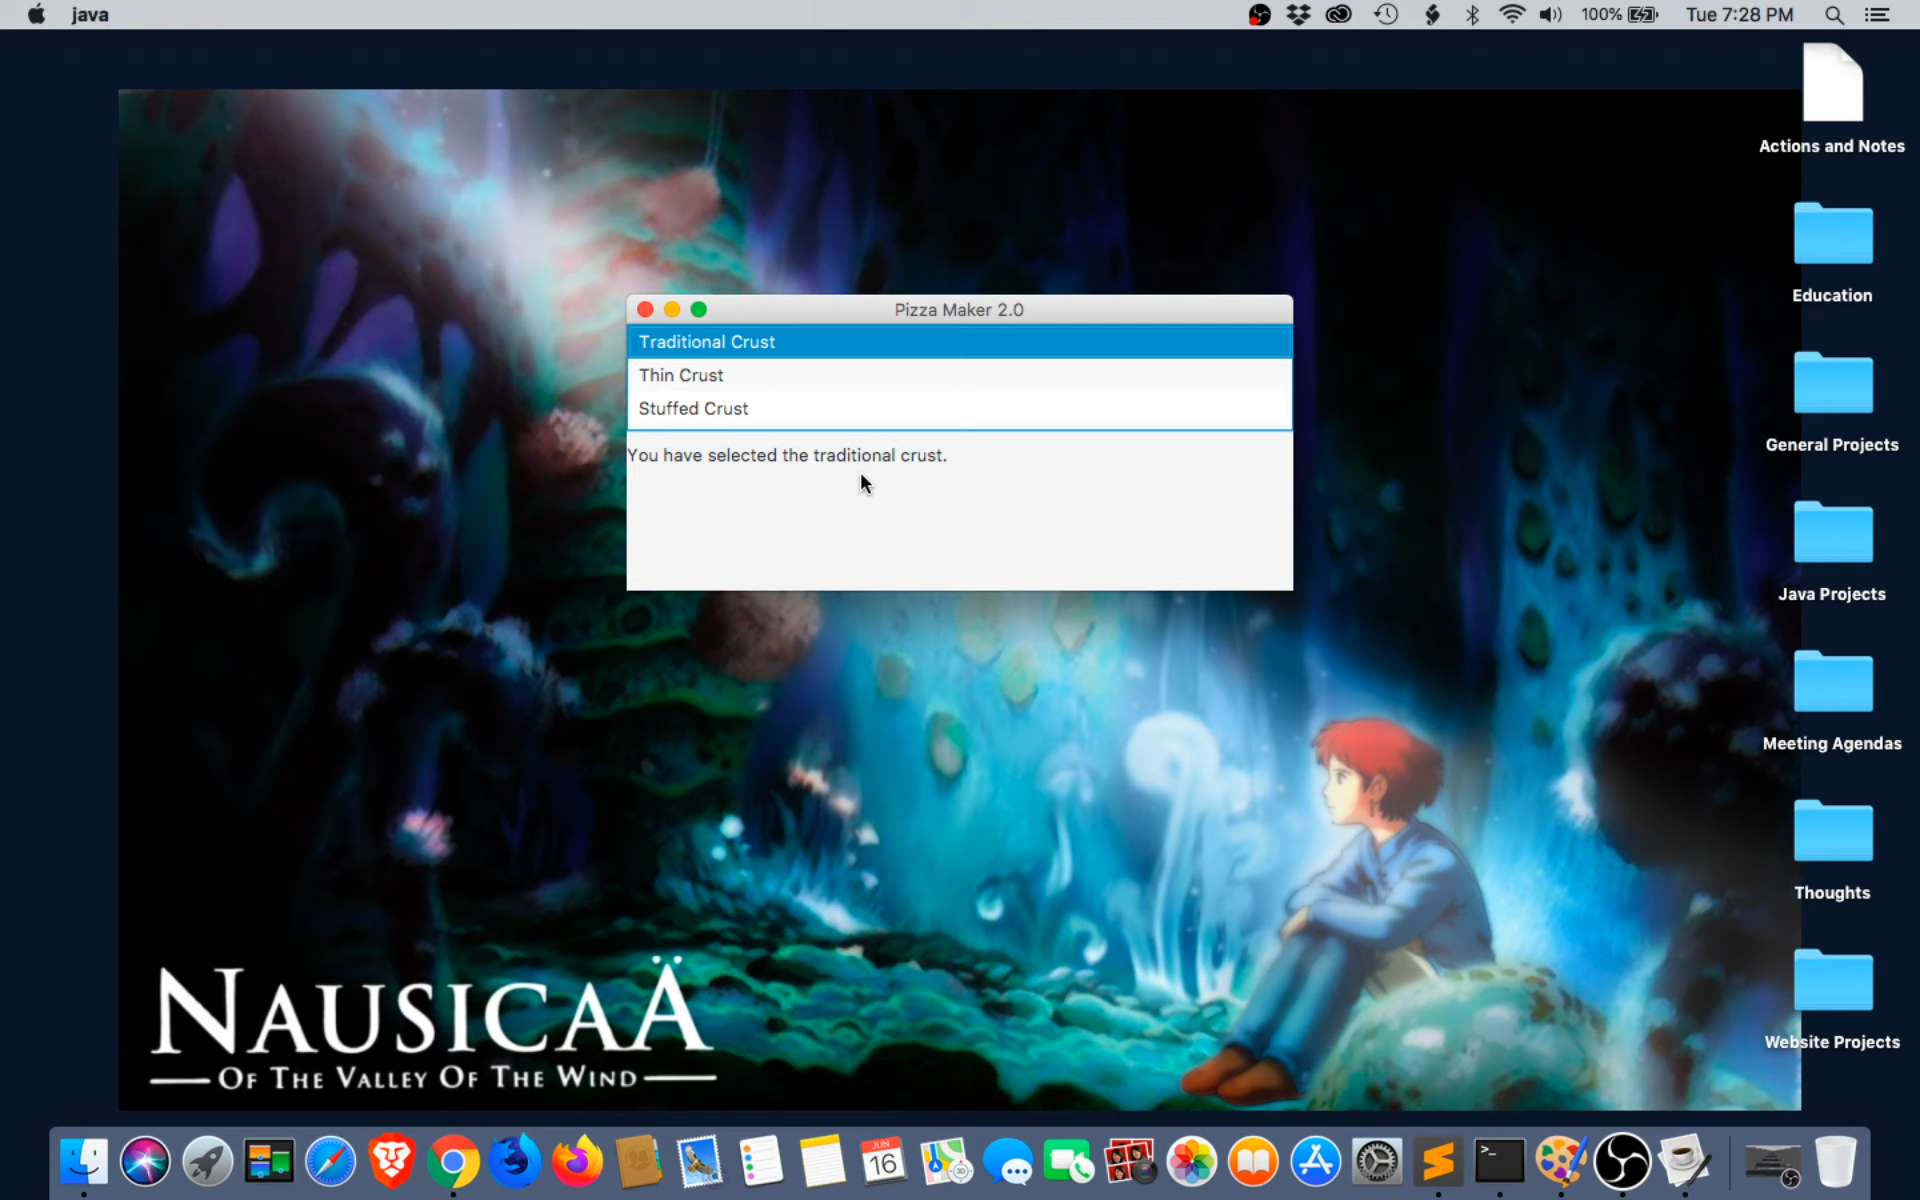 java
100%
Tue 7:28 PM
Actions and Notes
Education
General Projects
Java Projects
Meeting Agendas
Thoughts
Website Projects
Pizza Maker 2.0
Traditional Crust
Thin Crust
Stuffed Crust
You have selected the traditional crust.
NAUSICAÄ
OF THE VALLEY OF THE WIND
JUN
16
3D
>_